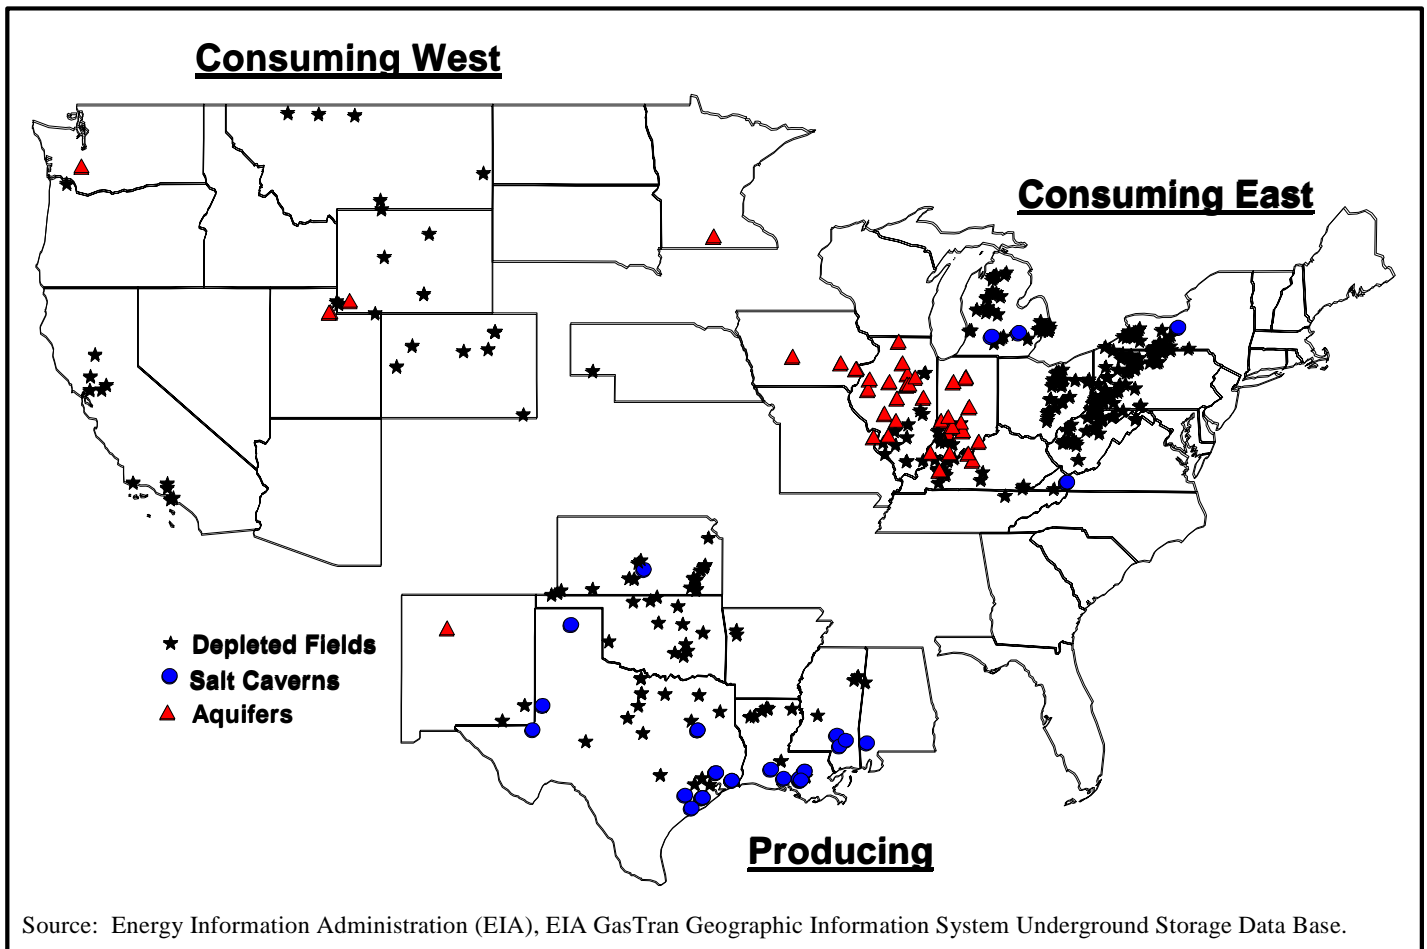 Consuming West
Consuming East
Depleted Fields
Salt Caverns
Aquifers
Producing
Source: Energy Information Administration (EIA), EIA GasTran Geographic Information System Underground Storage Data Base.